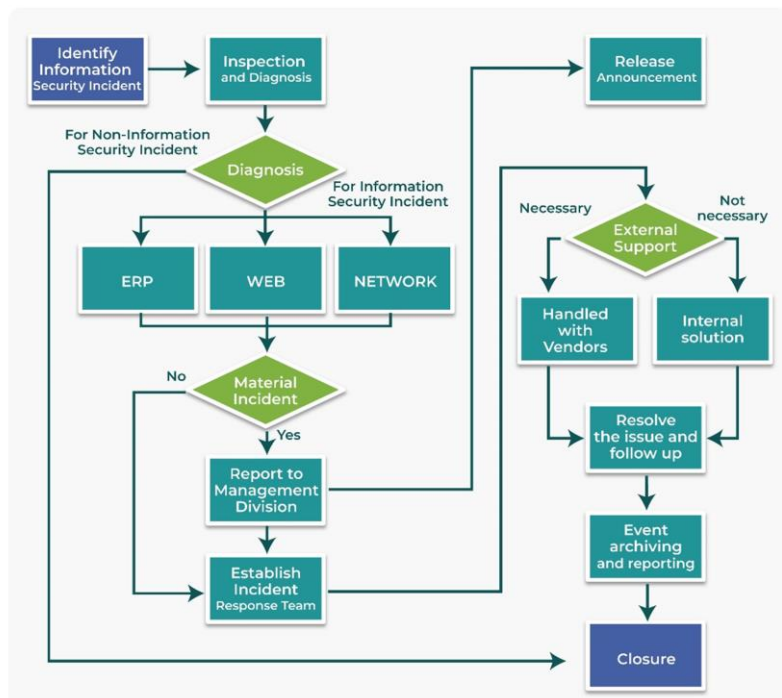 Identify
Information
Security Incident
Inspection
and Diagnosis
Release
Announcement
For Non-Information
Security Incident
Diagnosis
For Information
Security Incident
ERP
WEB
NETWORK
No
Material
Incident
Yes
Report to
Management
Division
Establish
Incident
Response Team
Necessary
Not
necessary
External
Support
Handled
with
Vendors
Internal
solution
Resolve
the issue and
follow up
Event
archiving
and reporting
Closure